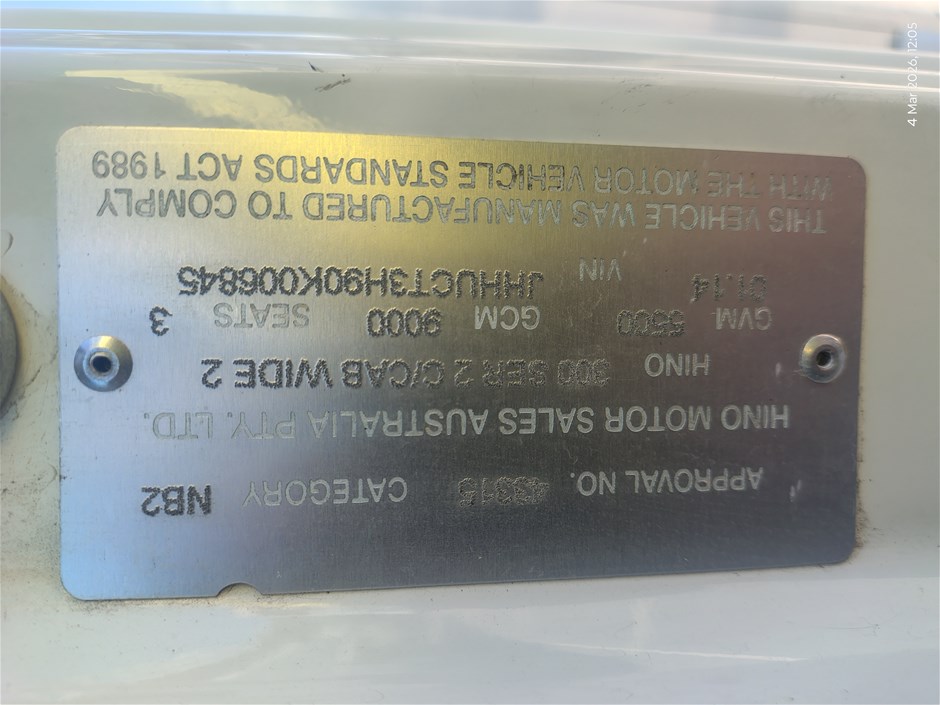 APPROVAL NO. 43315 CATEGORY NB2
HINO MOTOR SALES AUSTRALIA PTY. LTD.
HINO 300 SER 2 C/CAB WIDE 2
GVM 5500 GCM 9000 SEATS 3
01.14 VIN JHHUCT3H90K006845
THIS VEHICLE WAS MANUFACTURED TO COMPLY
WITH THE MOTOR VEHICLE STANDARDS ACT 1989
4 Mar 2026, 12:05